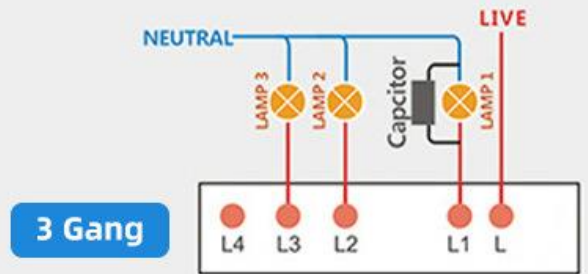 LIVE
NEUTRAL
LAMP 3
LAMP 2
Capcitor
LAMP 1
3 Gang
L4 L3 L2 L1 L